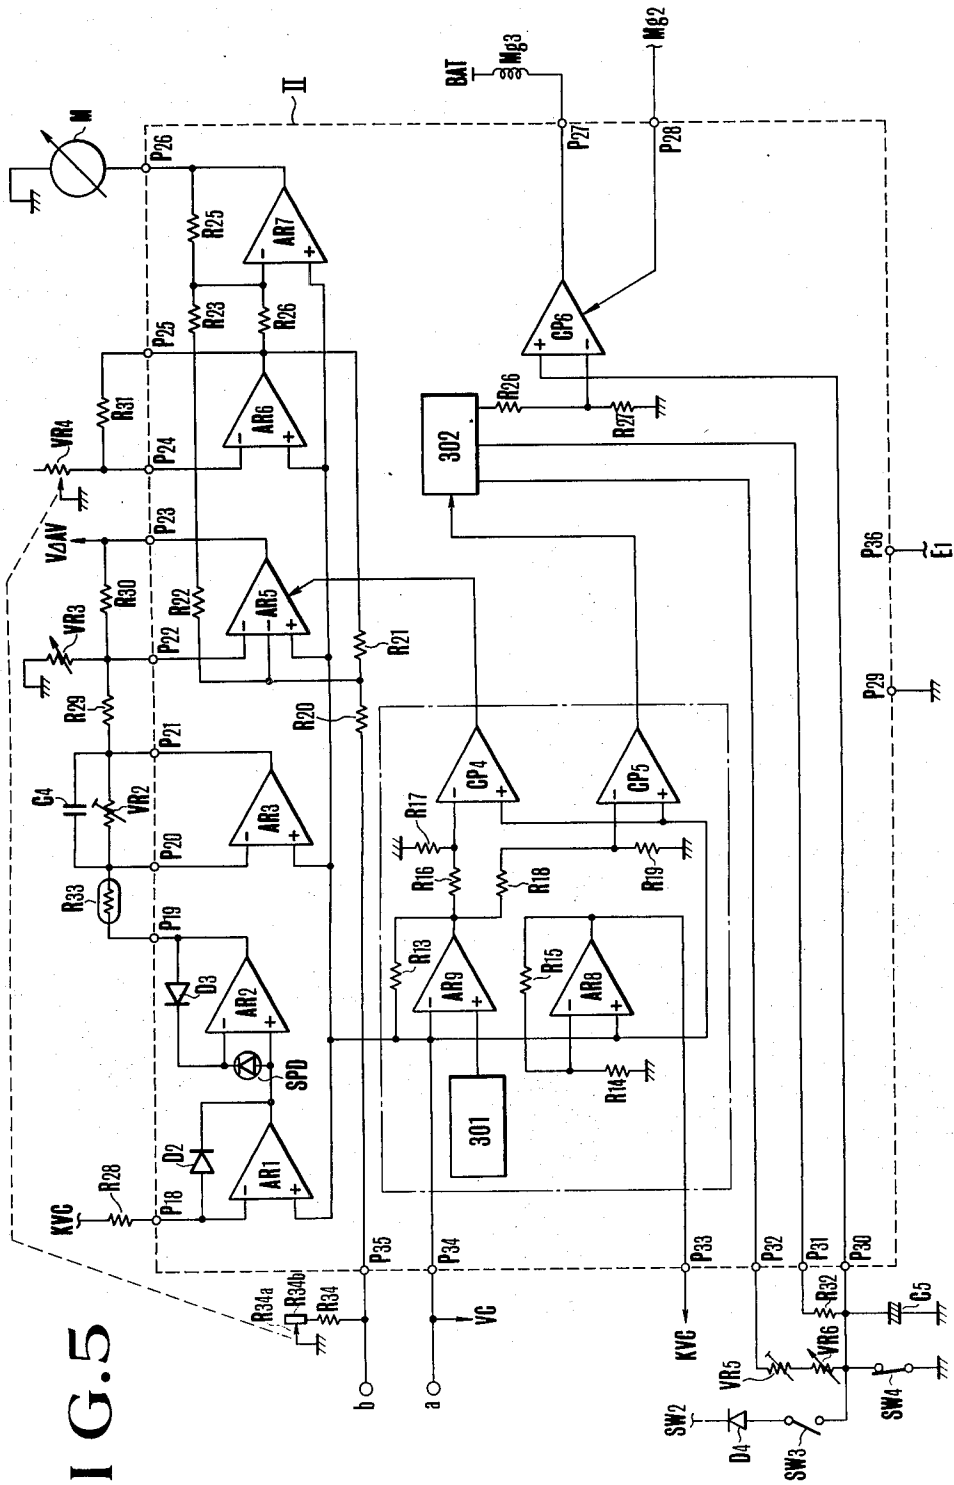 I G.5
KVC
R28
P18
D2
AR1
-
+
SPD
D3
AR2
-
+
P19
R33
P20
C4
VR2
P21
AR3
-
+
R29
VR3
P22
R30
VΔAV
P23
AR5
-
-
+
R22
R20
R21
VR4
R31
P24
P25
AR6
-
+
R23
R26
R25
P26
M
AR7
-
+
II
BAT
Mg3
P27
Mg2
P28
CP6
+
-
R26
R27
302
301
AR9
-
+
R13
R16
R17
R18
R19
CP4
-
+
CP5
-
+
R15
AR8
-
+
R14
R34a
R34b
R34
b
a
P35
P34
VC
P33
KVC
P32
P31
P30
R32
C5
VR5
VR6
SW2
D4
SW3
SW4
P29
P36
E1